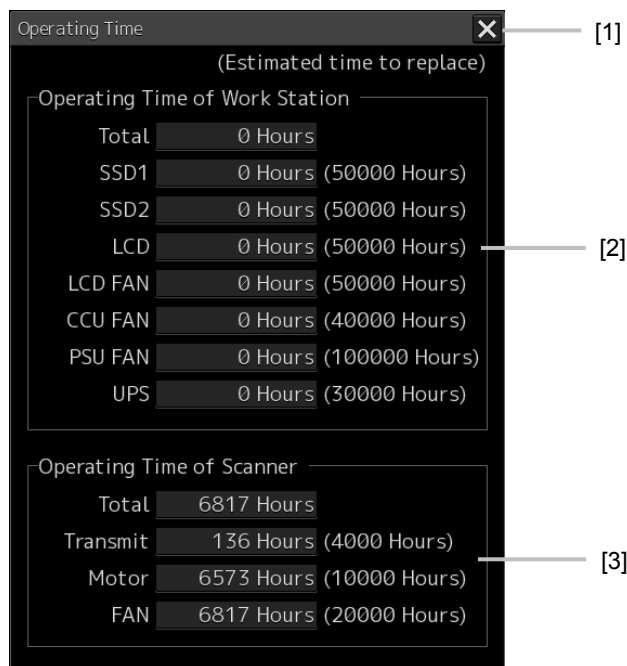 Operating Time
[1]
(Estimated time to replace)
Operating Time of Work Station
Total 0 Hours
SSD1 0 Hours (50000 Hours)
SSD2 0 Hours (50000 Hours)
LCD 0 Hours (50000 Hours)
[2]
LCD FAN 0 Hours (50000 Hours)
CCU FAN 0 Hours (40000 Hours)
PSU FAN 0 Hours (100000 Hours)
UPS 0 Hours (30000 Hours)
Operating Time of Scanner
Total 6817 Hours
Transmit 136 Hours (4000 Hours)
[3]
Motor 6573 Hours (10000 Hours)
FAN 6817 Hours (20000 Hours)